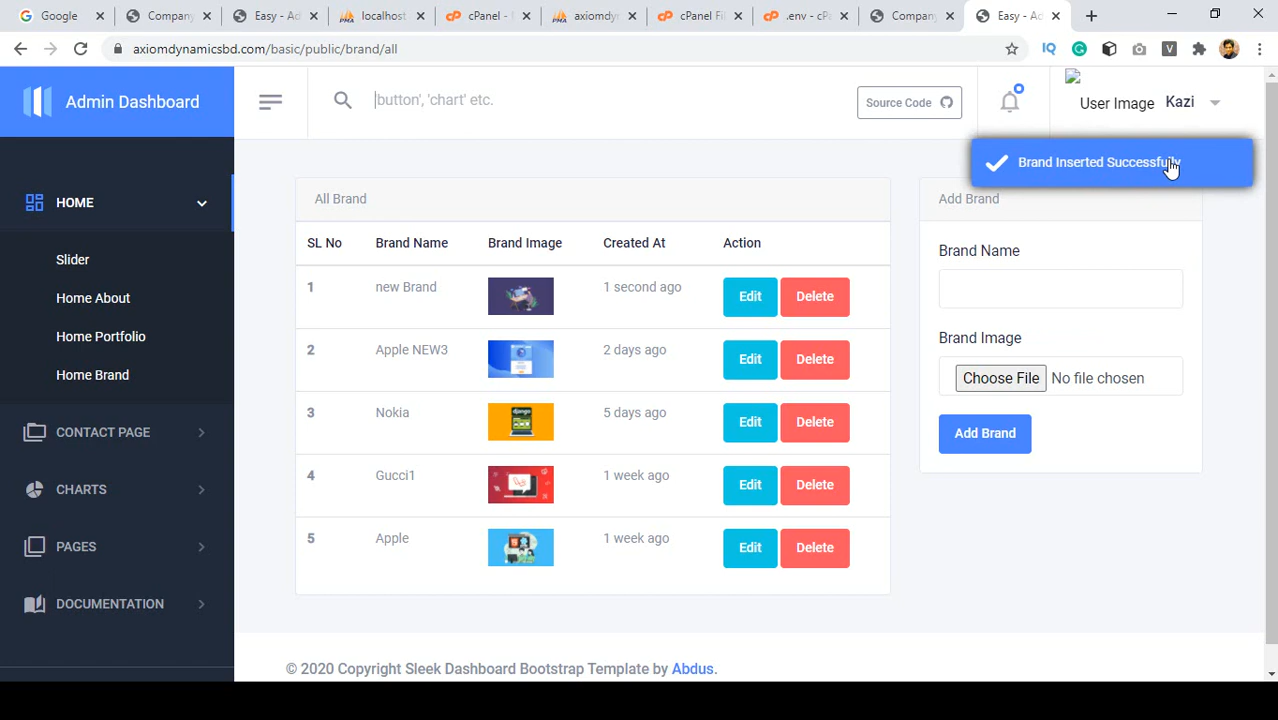 Google
Company
Easy - Ad
localhost
cPanel -
axiomdy
cPanel Fi
.env - cPa
Company
Easy - Ad
axiomdynamicsbd.com/basic/public/brand/all
Admin Dashboard
button', 'chart' etc.
Source Code
User Image
Kazi
Brand Inserted Successfully
HOME
Slider
Home About
Home Portfolio
Home Brand
CONTACT PAGE
CHARTS
PAGES
DOCUMENTATION
All Brand
SL No Brand Name Brand Image Created At Action
1 new Brand 1 second ago Edit Delete
2 Apple NEW3 2 days ago Edit Delete
3 Nokia 5 days ago Edit Delete
4 Gucci1 1 week ago Edit Delete
5 Apple 1 week ago Edit Delete
Add Brand
Brand Name
Brand Image
Choose File No file chosen
Add Brand
© 2020 Copyright Sleek Dashboard Bootstrap Template by Abdus.